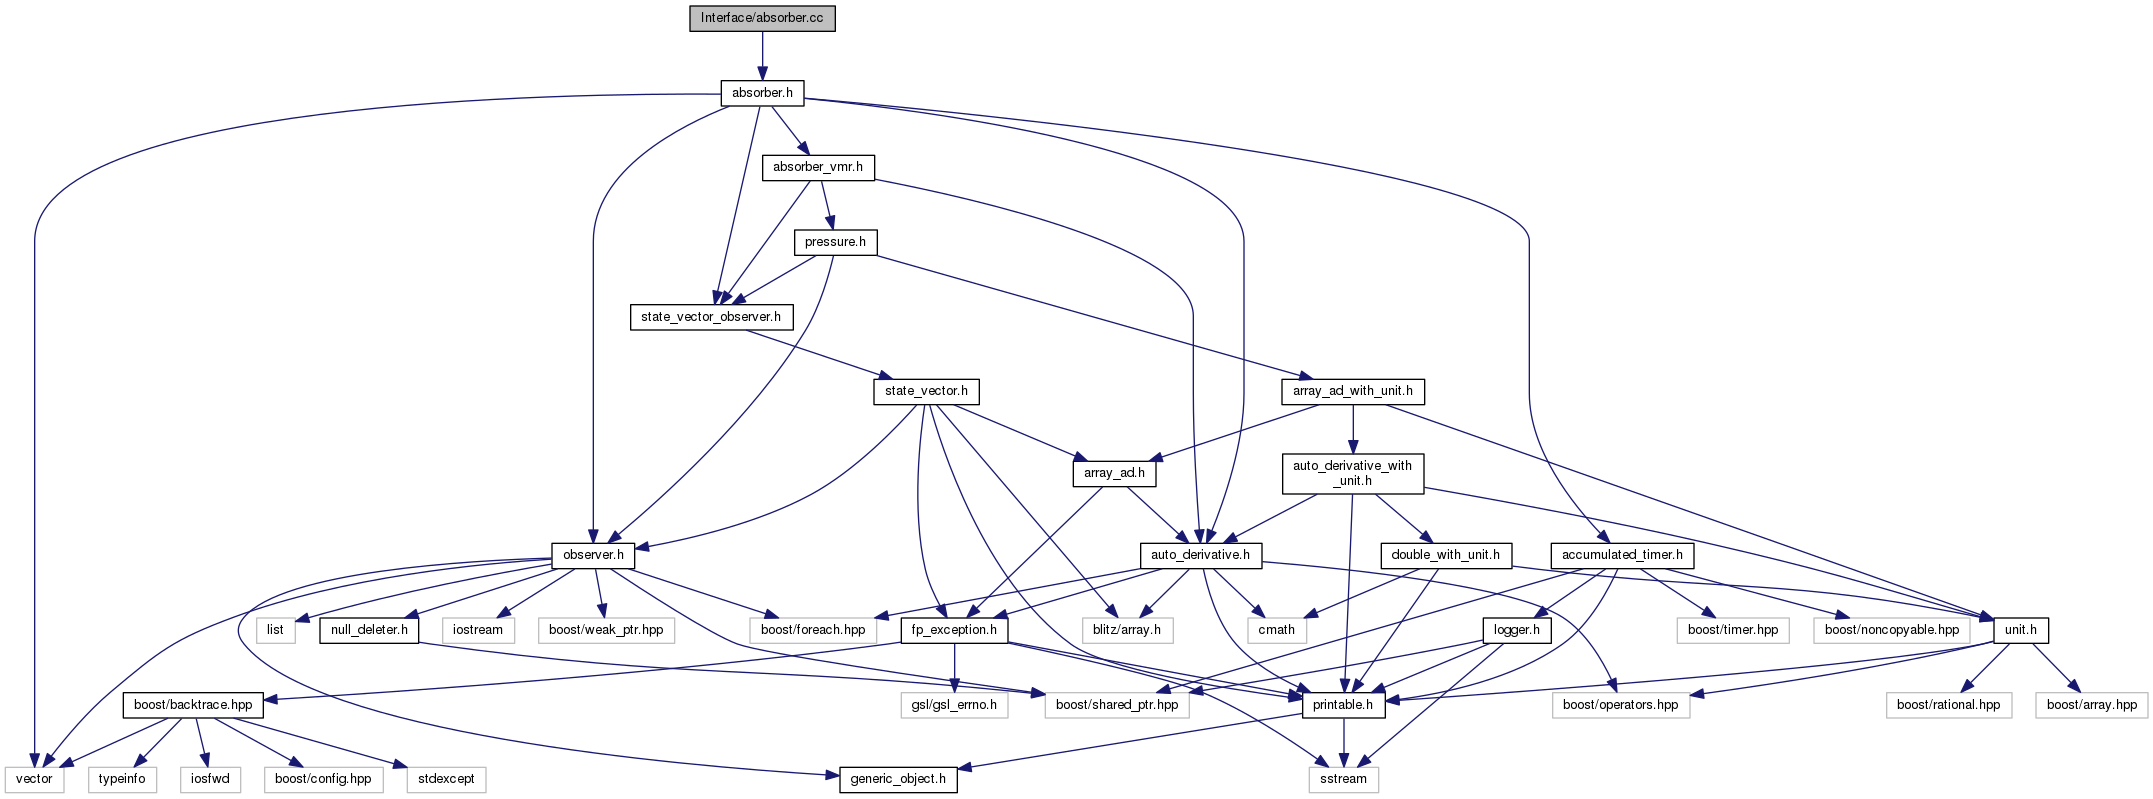 Interface/absorber.cc
absorber.h
absorber_vmr.h
pressure.h
state_vector_observer.h
state_vector.h
array_ad_with_unit.h
array_ad.h
auto_derivative_with
_unit.h
observer.h
auto_derivative.h
double_with_unit.h
accumulated_timer.h
list
null_deleter.h
iostream
boost/weak_ptr.hpp
boost/foreach.hpp
fp_exception.h
blitz/array.h
cmath
logger.h
boost/timer.hpp
boost/noncopyable.hpp
unit.h
boost/backtrace.hpp
gsl/gsl_errno.h
boost/shared_ptr.hpp
printable.h
boost/operators.hpp
boost/rational.hpp
boost/array.hpp
vector
typeinfo
iosfwd
boost/config.hpp
stdexcept
generic_object.h
sstream